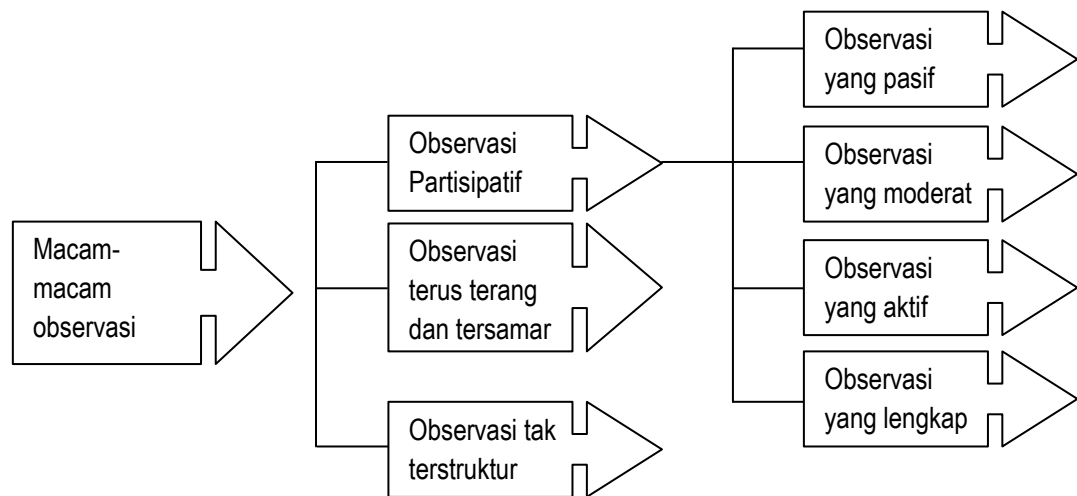 Macam-
macam
observasi
Observasi
Partisipatif
Observasi
terus terang
dan tersamar
Observasi tak
terstruktur
Observasi
yang pasif
Observasi
yang moderat
Observasi
yang aktif
Observasi
yang lengkap